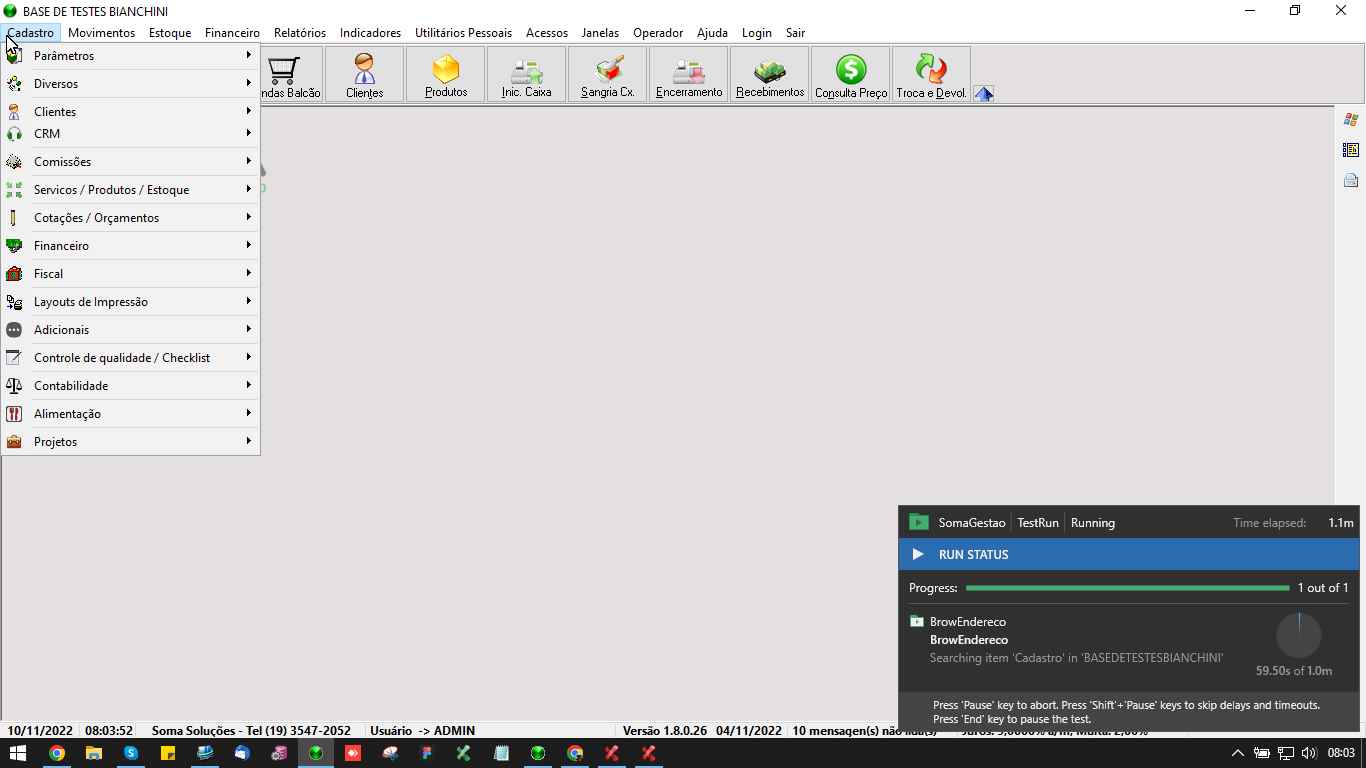 BASE DE TESTES BIANCHINI
Cadastro Movimentos Estoque Financeiro Relatórios Indicadores Utilitários Pessoais Acessos Janelas Operador Ajuda Login Sair
ndas Balcão Clientes Produtos Inic. Caixa Sangria Cx. Encerramento Recebimentos Consulta Preço Troca e Devol.
Parâmetros
Diversos
Clientes
CRM
Comissões
Servicos / Produtos / Estoque
Cotações / Orçamentos
Financeiro
Fiscal
Layouts de Impressão
Adicionais
Controle de qualidade / Checklist
Contabilidade
Alimentação
Projetos
SomaGestao TestRun Running Time elapsed: 1.1m
RUN STATUS
Progress: 1 out of 1
BrowEndereco
BrowEndereco
Searching item 'Cadastro' in 'BASEDETESTESBIANCHINI'
59.50s of 1.0m
Press 'Pause' key to abort. Press 'Shift'+'Pause' keys to skip delays and timeouts.
Press 'End' key to pause the test.
10/11/2022 08:03:52 Soma Soluções - Tel (19) 3547-2052 Usuário -> ADMIN Versão 1.8.0.26 04/11/2022 10 mensagen(s) não lida(s)
08:03